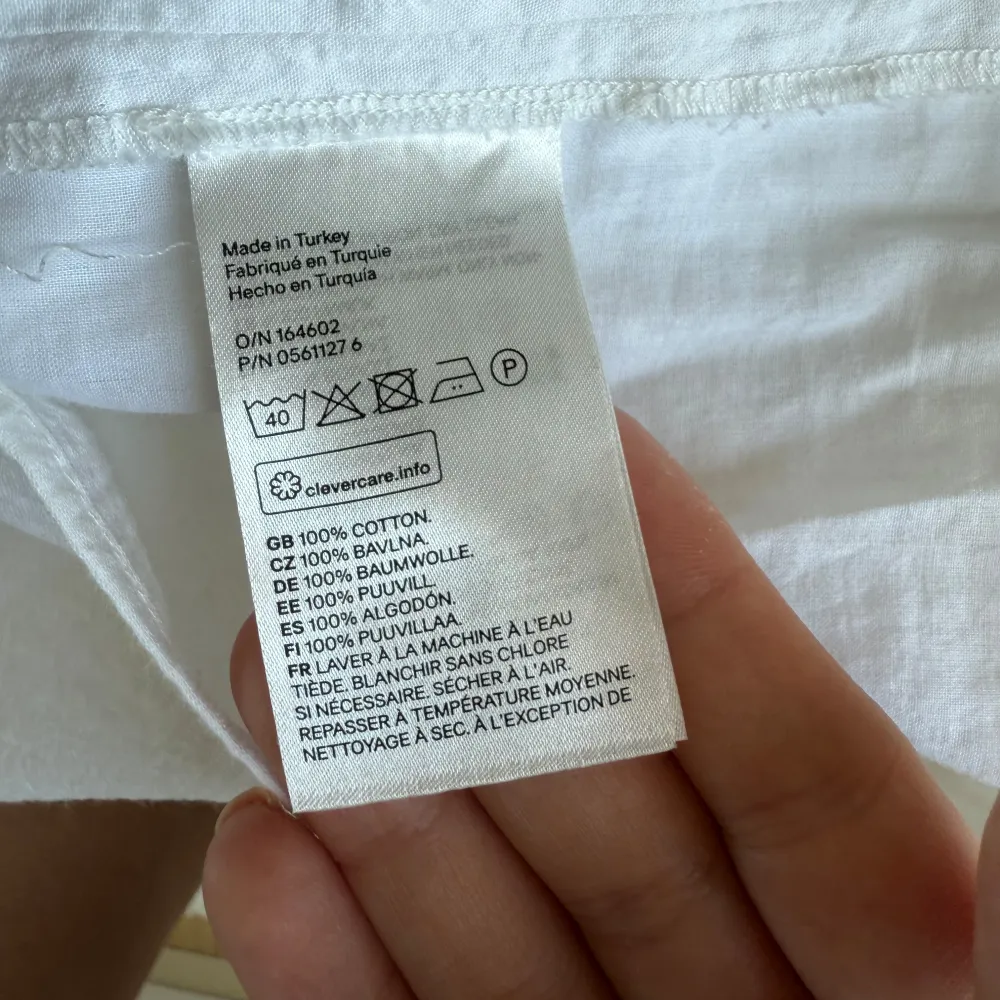 Made in Turkey
Fabriqué en Turquie
Hecho en Turquía
O/N 164602
P/N 0561127 6
40
P
clevercare.info
GB 100% COTTON.
CZ 100% BAVLNA.
DE 100% BAUMWOLLE.
EE 100% PUUVILL.
ES 100% ALGODÓN.
FI 100% PUUVILLAA.
FR LAVER À LA MACHINE À L'EAU
TIÈDE. BLANCHIR SANS CHLORE
SI NÉCESSAIRE. SÉCHER À L'AIR.
REPASSER À TEMPÉRATURE MOYENNE.
NETTOYAGE À SEC. À L'EXCEPTION DE